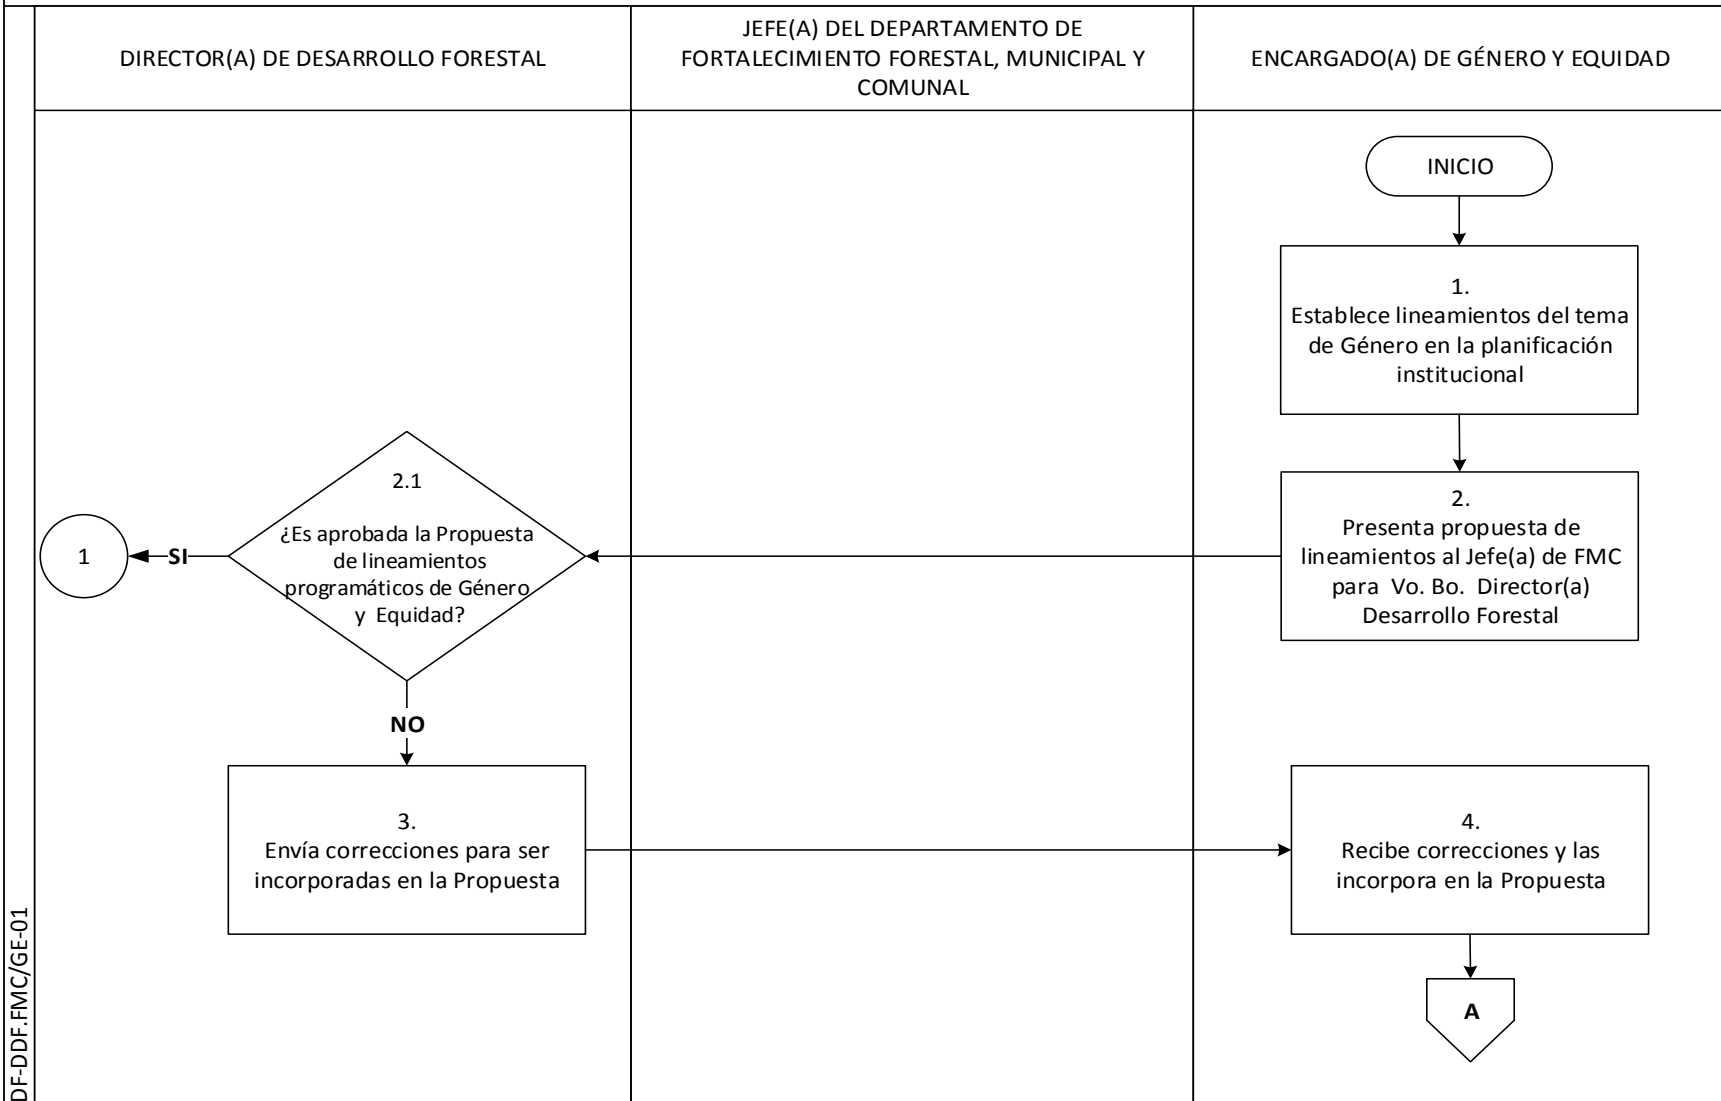 DIRECTOR(A) DE DESARROLLO FORESTAL
JEFE(A) DEL DEPARTAMENTO DE
FORTALECIMIENTO FORESTAL, MUNICIPAL Y
COMUNAL
ENCARGADO(A) DE GÉNERO Y EQUIDAD
INICIO
1.
Establece lineamientos del tema
de Género en la planificación
institucional
2.
Presenta propuesta de
lineamientos al Jefe(a) de FMC
para Vo. Bo. Director(a)
Desarrollo Forestal
2.1
¿Es aprobada la Propuesta
de lineamientos
programáticos de Género
y Equidad?
SI
1
NO
3.
Envía correcciones para ser
incorporadas en la Propuesta
4.
Recibe correcciones y las
incorpora en la Propuesta
A
DF-DDF.FMC/GE-01